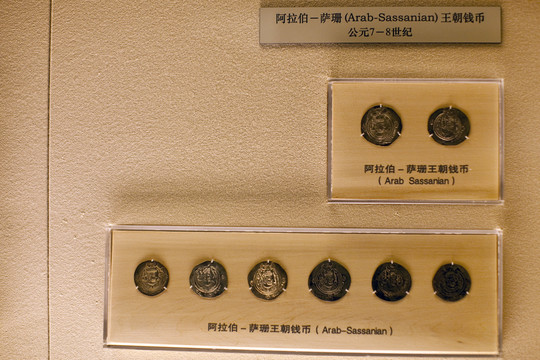 阿拉伯－萨珊(Arab-Sassanian)王朝钱币
公元7－8世纪
阿拉伯－萨珊王朝钱币
( Arab Sassanian )
阿拉伯－萨珊王朝钱币 ( Arab-Sassanian )